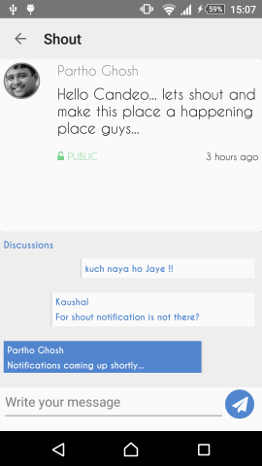 59% 15:07
Shout
Partho Ghosh
Hello Candeo... lets shout and
make this place a happening
place guys...
PUBLIC 3 hours ago
Discussions
kuch naya ho Jaye !!
Kaushal
For shout notification is not there?
Partho Ghosh
Notifications coming up shortly...
Write your message